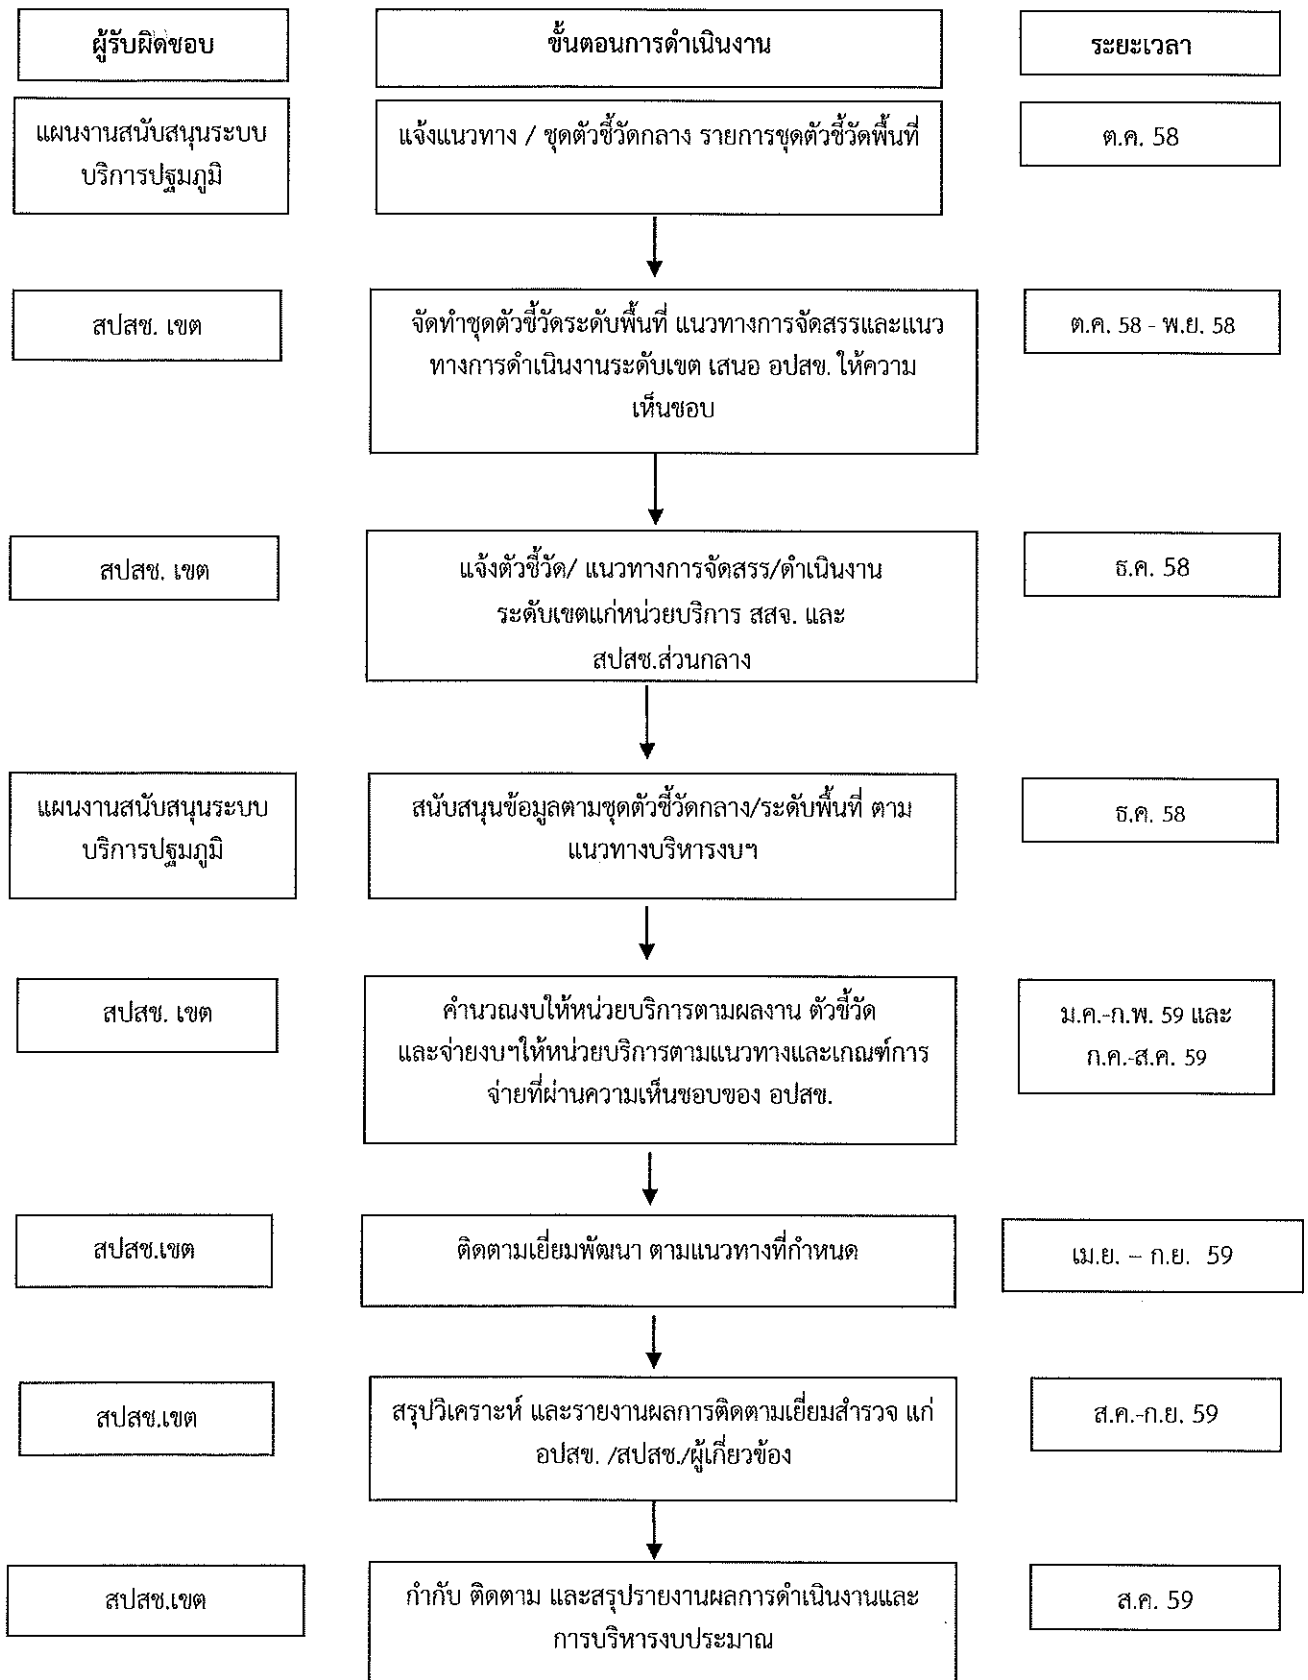 ผู้รับผิดชอบ
ขั้นตอนการดำเนินงาน
ระยะเวลา
แผนงานสนับสนุนระบบ
บริการปฐมภูมิ
แจ้งแนวทาง / ชุดตัวชี้วัดกลาง รายการชุดตัวชี้วัดพื้นที่
ต.ค. 58
สปสช. เขต
จัดทำชุดตัวชี้วัดระดับพื้นที่ แนวทางการจัดสรรและแนว
ทางการดำเนินงานระดับเขต เสนอ อปสข. ให้ความ
เห็นชอบ
ต.ค. 58 - พ.ย. 58
สปสช. เขต
แจ้งตัวชี้วัด/ แนวทางการจัดสรร/ดำเนินงาน
ระดับเขตแก่หน่วยบริการ สสจ. และ
สปสช.ส่วนกลาง
ธ.ค. 58
แผนงานสนับสนุนระบบ
บริการปฐมภูมิ
สนับสนุนข้อมูลตามชุดตัวชี้วัดกลาง/ระดับพื้นที่ ตาม
แนวทางบริหารงบฯ
ธ.ค. 58
สปสช. เขต
คำนวณงบให้หน่วยบริการตามผลงาน ตัวชี้วัด
และจ่ายงบฯให้หน่วยบริการตามแนวทางและเกณฑ์การ
จ่ายที่ผ่านความเห็นชอบของ อปสข.
ม.ค.-ก.พ. 59 และ
ก.ค.-ส.ค. 59
สปสช.เขต
ติดตามเยี่ยมพัฒนา ตามแนวทางที่กำหนด
เม.ย. – ก.ย. 59
สปสช.เขต
สรุปวิเคราะห์ และรายงานผลการติดตามเยี่ยมสำรวจ แก่
อปสข. /สปสช./ผู้เกี่ยวข้อง
ส.ค.-ก.ย. 59
สปสช.เขต
กำกับ ติดตาม และสรุปรายงานผลการดำเนินงานและ
การบริหารงบประมาณ
ส.ค. 59